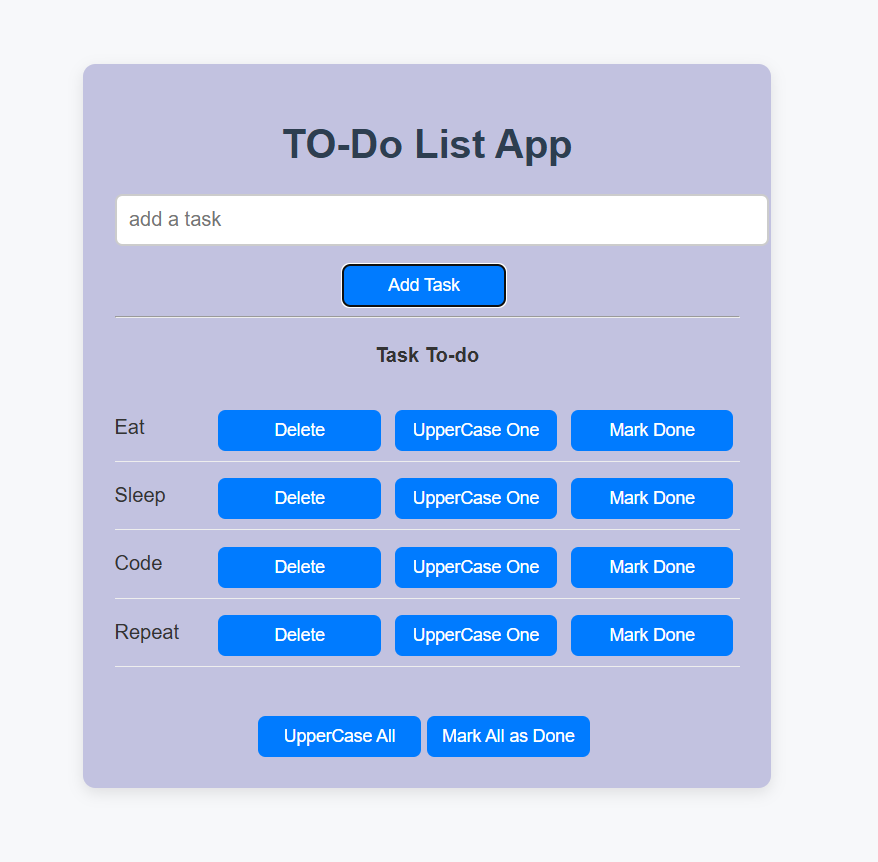 TO-Do List App
add a task
Add Task
Task To-do
Eat Delete UpperCase One Mark Done
Sleep Delete UpperCase One Mark Done
Code Delete UpperCase One Mark Done
Repeat Delete UpperCase One Mark Done
UpperCase All Mark All as Done